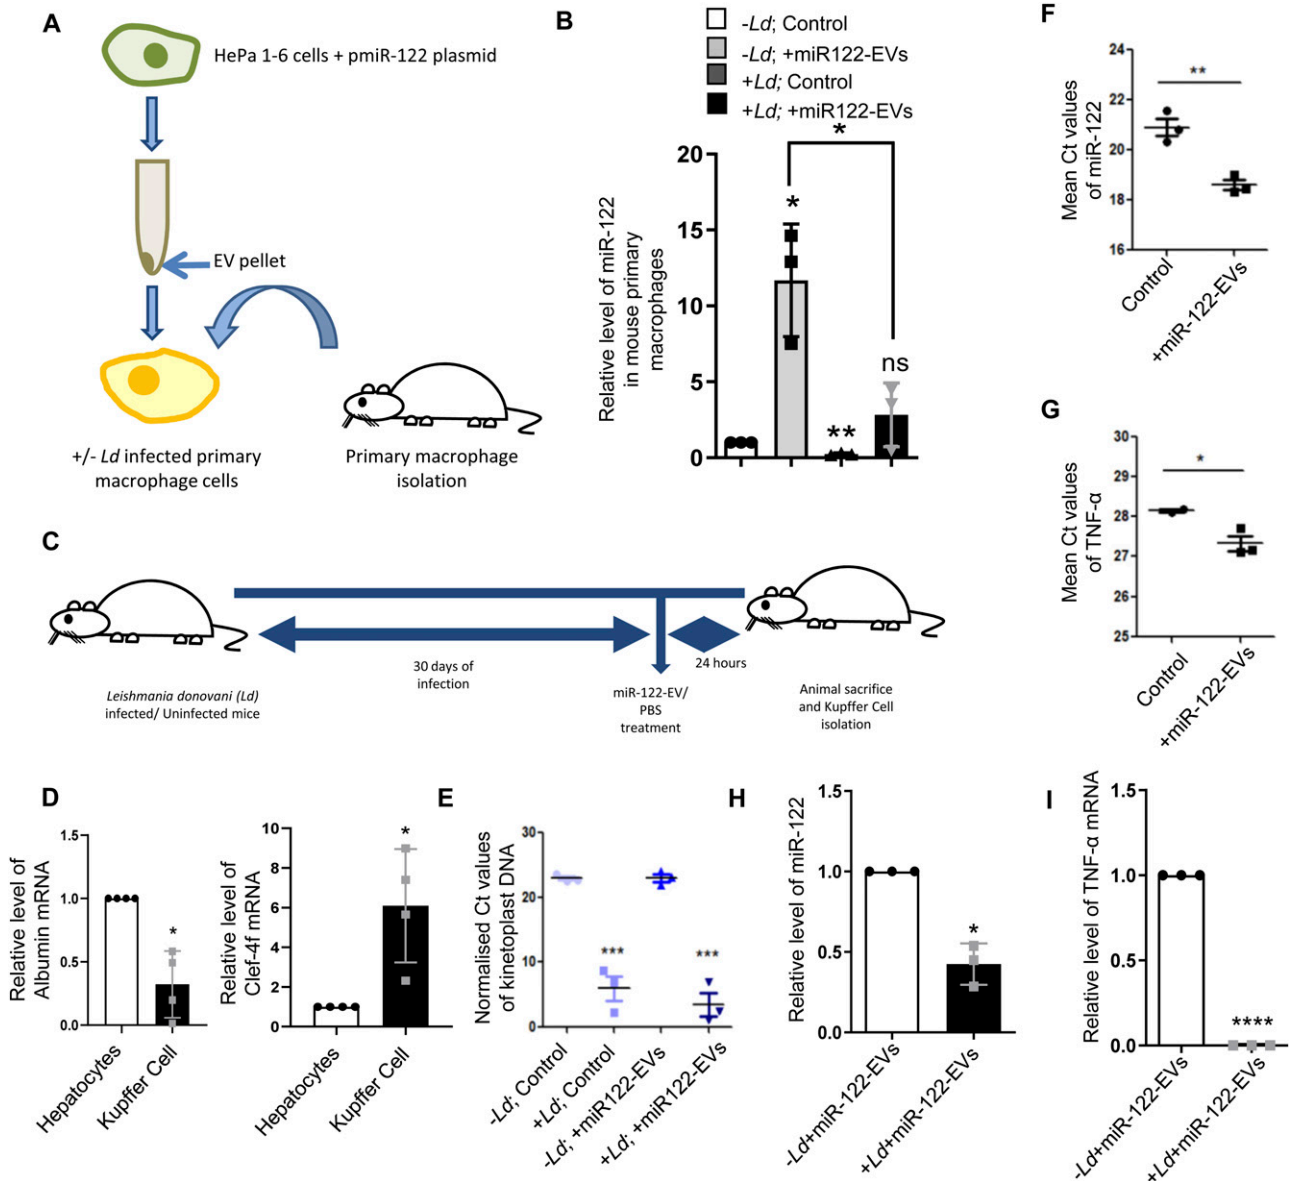 A
HePa 1-6 cells + pmiR-122 plasmid
EV pellet
+/- Ld infected primary
macrophage cells
Primary macrophage
isolation
B
-Ld; Control
-Ld; +miR122-EVs
+Ld; Control
+Ld; +miR122-EVs
Relative level of miR-122
in mouse primary
macrophages
20
15
10
5
0
*
*
**
ns
C
Leishmania donovani (Ld)
infected/ Uninfected mice
30 days of
infection
miR-122-EV/
PBS
treatment
24 hours
Animal sacrifice
and Kupffer Cell
isolation
D
Relative level of
Albumin mRNA
1.5
1.0
0.5
0.0
*
Hepatocytes
Kupffer Cell
Relative level of
Clef-4f mRNA
10
8
6
4
2
0
*
Hepatocytes
Kupffer Cell
E
Normalised Ct values
of kinetoplast DNA
30
20
10
0
***
***
-Ld; Control
+Ld; Control
-Ld; +miR122-EVs
+Ld; +miR122-EVs
F
Mean Ct values
of miR-122
24
22
20
18
16
**
Control
+miR-122-EVs
G
Mean Ct values
of TNF-α
30
29
28
27
26
25
*
Control
+miR-122-EVs
H
Relative level of miR-122
1.5
1.0
0.5
0.0
*
-Ld+miR-122-EVs
+Ld+miR-122-EVs
I
Relative level of TNF-α mRNA
1.5
1.0
0.5
0.0
****
-Ld+miR-122-EVs
+Ld+miR-122-EVs